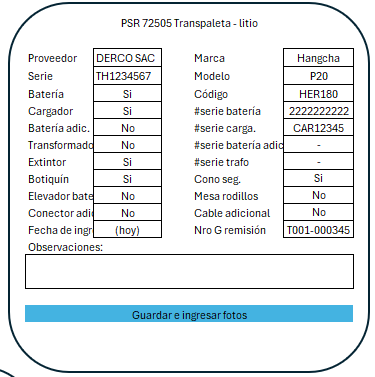 PSR 72505 Transpaleta - litio
Proveedor DERCO SAC Marca Hangcha
Serie TH1234567 Modelo P20
Batería Si Código HER180
Cargador Si #serie batería 2222222222
Batería adic. No #serie carga. CAR12345
Transformado No #serie batería adic -
Extintor Si #serie trafo -
Botiquín Si Cono seg. Si
Elevador bate No Mesa rodillos No
Conector adic No Cable adicional No
Fecha de ingr (hoy) Nro G remisión T001-000345
Observaciones:
Guardar e ingresar fotos